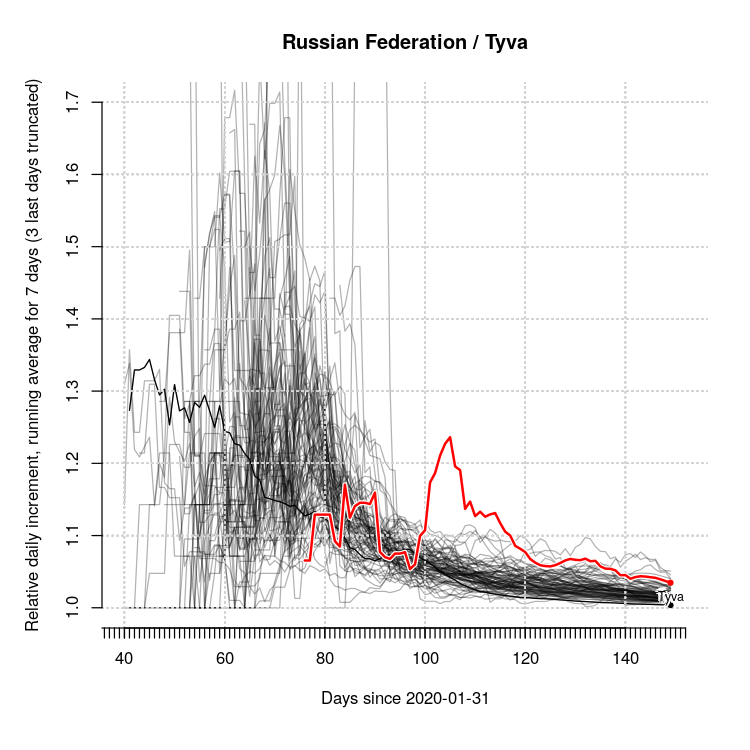 Russian Federation / Tyva
Relative daily increment, running average for 7 days (3 last days truncated)
1.7
1.6
1.5
1.4
1.3
1.2
1.1
1.0
Tyva
40 60 80 100 120 140
Days since 2020-01-31